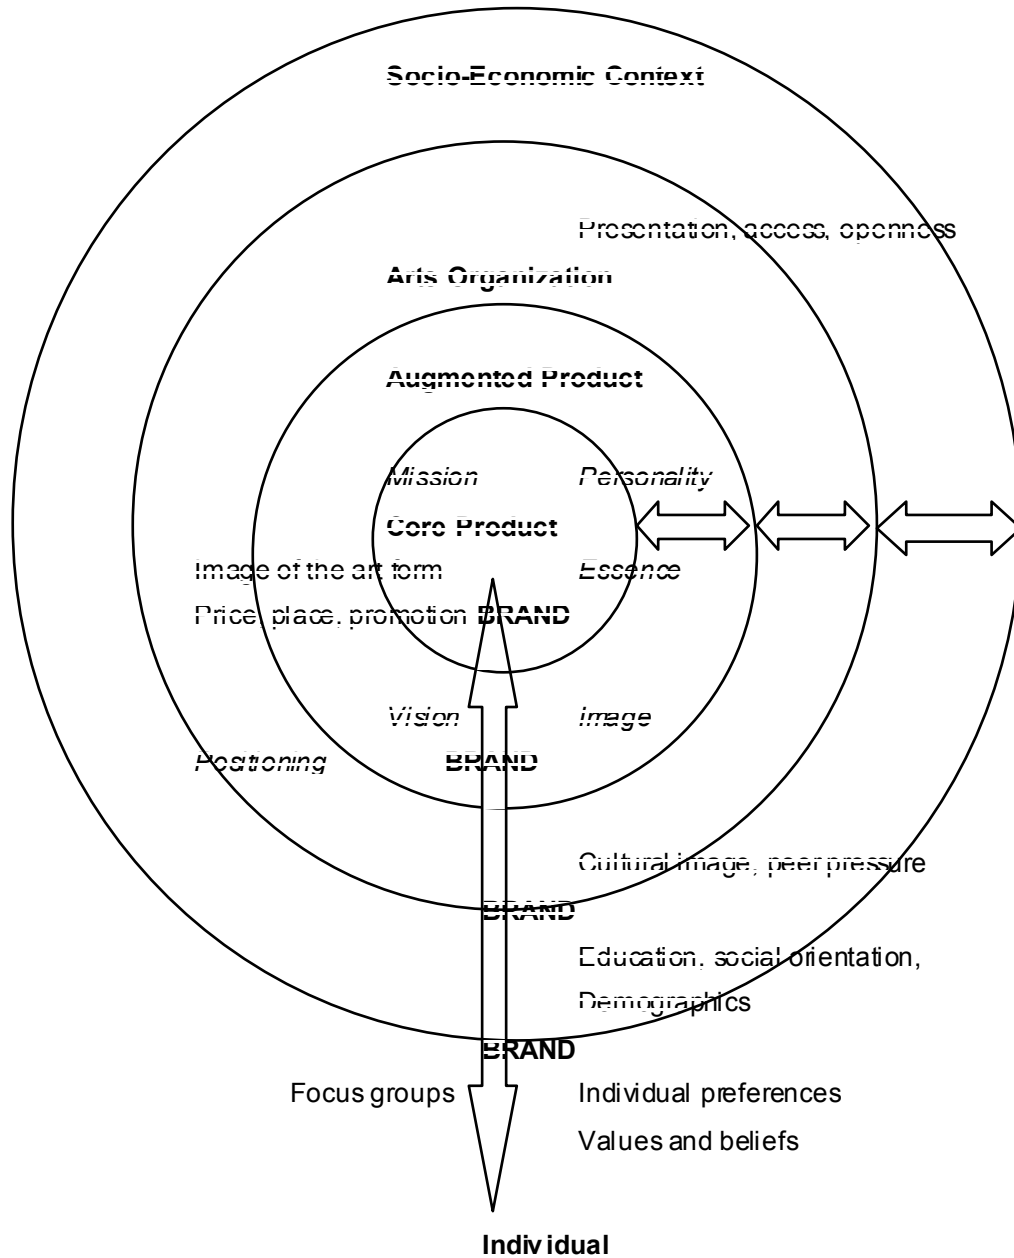 Socio-Economic Context
Presentation, access, openness
Arts Organization
Augmented Product
Mission Personality
Core Product
Image of the art form Essence
Price, place, promotion BRAND
Vision Image
Positioning BRAND
Cultural image, peer pressure
BRAND
Education, social orientation,
Demographics
BRAND
Focus groups Individual preferences
Values and beliefs
Individual